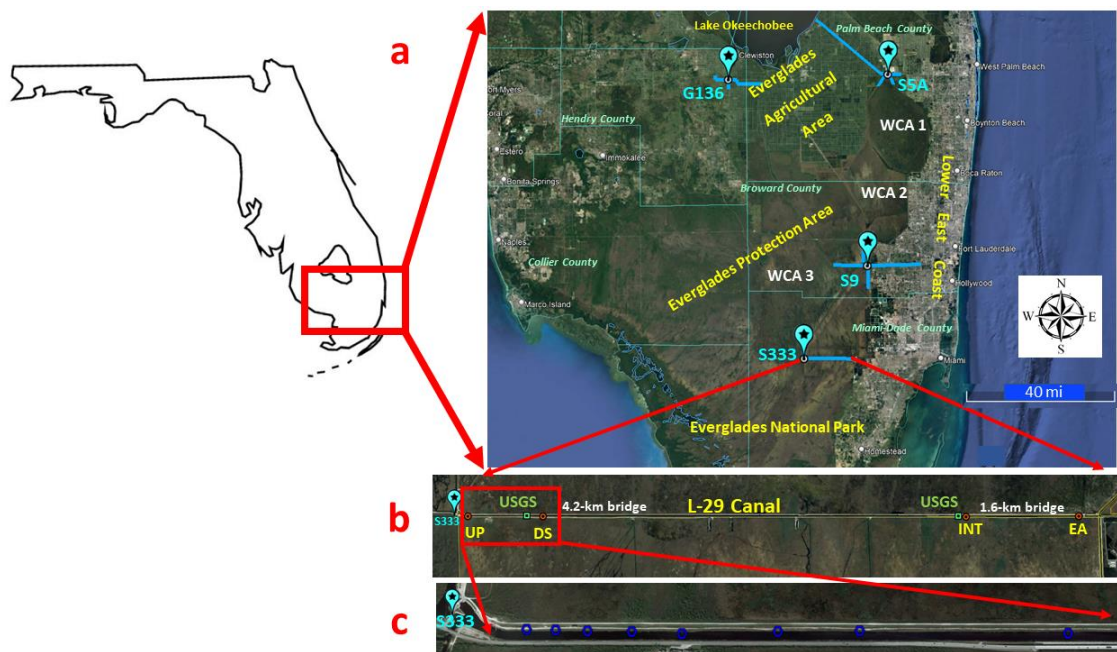 a
Lake Okeechobee
Palm Beach County
Clewiston
West Palm Beach
G136
S5A
Everglades
Agricultural
Area
Hendry County
WCA 1
Boynton Beach
Estero
Immokalee
Bonita Springs
Boca Raton
Broward County
WCA 2
Lower East Coast
Everglades Protection Area
Naples
Collier County
Fort Lauderdale
WCA 3
S9
Hollywood
Marco Island
Miami-Dade County
N
W
E
S
S333
Miami
40 mi
Everglades National Park
Homestead
b
S333
USGS
4.2-km bridge
L-29 Canal
USGS
1.6-km bridge
UP
DS
INT
EA
c
S333